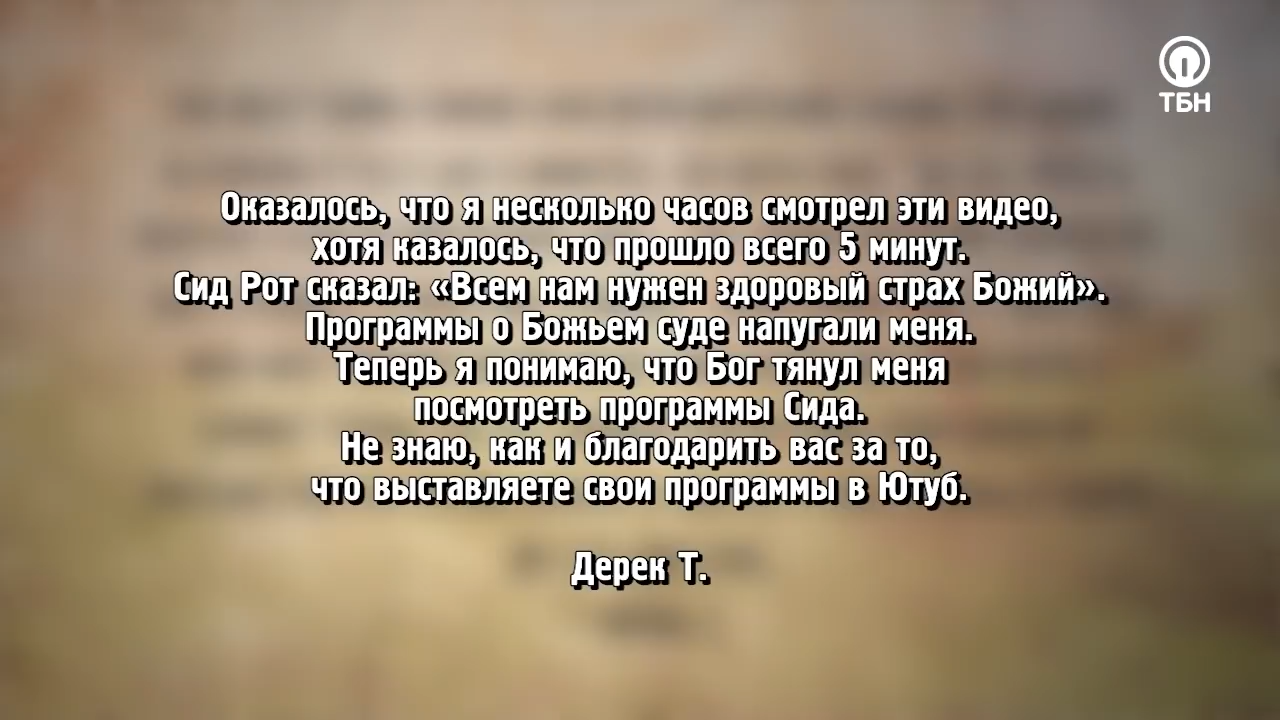 ТБН
Оказалось, что я несколько часов смотрел эти видео,
хотя казалось, что прошло всего 5 минут.
Сид Рот сказал: «Всем нам нужен здоровый страх Божий».
Программы о Божьем суде напугали меня.
Теперь я понимаю, что Бог тянул меня
посмотреть программы Сида.
Не знаю, как и благодарить вас за то,
что выставляете свои программы в Ютуб.
Дерек Т.